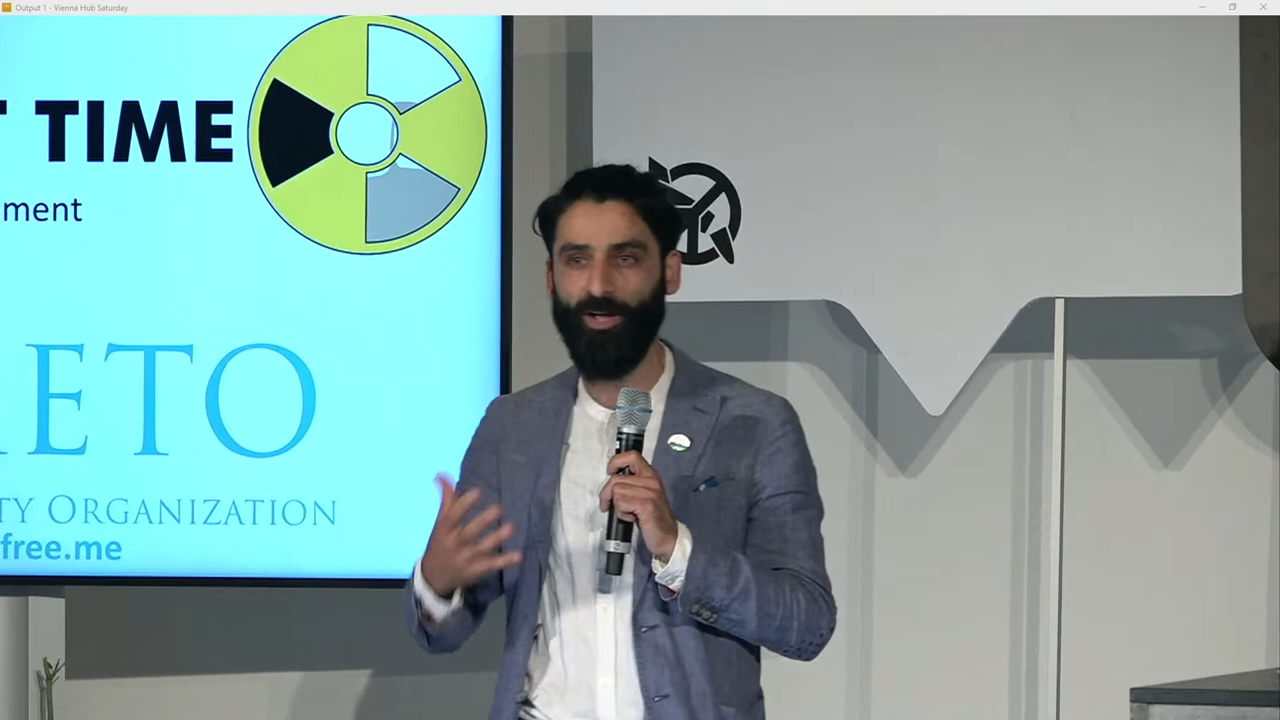 Output 1 - Vienna Hub Saturday
T TIME
ment
ETO
TY ORGANIZATION
free.me